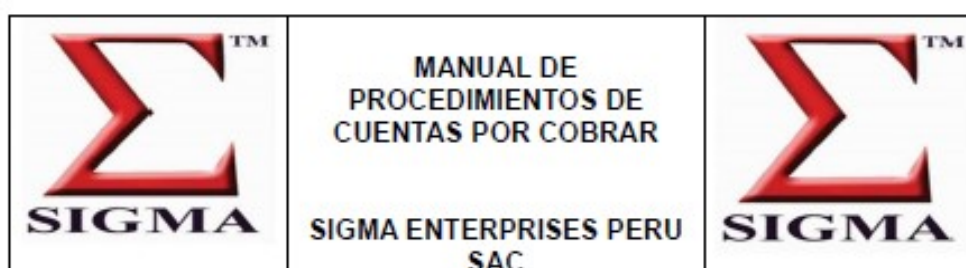 TM
SIGMA
MANUAL DE
PROCEDIMIENTOS DE
CUENTAS POR COBRAR
SIGMA ENTERPRISES PERU
SAC
TM
SIGMA